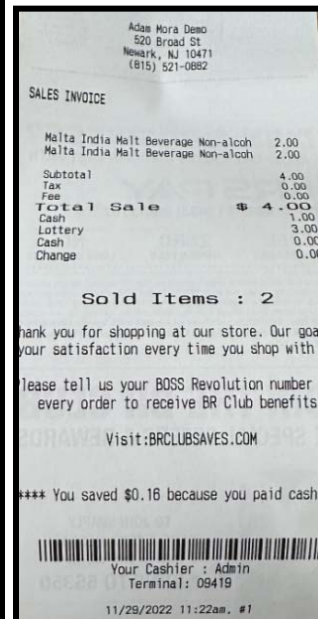 Adam Mora Demo
520 Broad St
Newark, NJ 10471
(815) 521-0882
SALES INVOICE
Malta India Malt Beverage Non-alcoh 2.00
Malta India Malt Beverage Non-alcoh 2.00
Subtotal 4.00
Tax 0.00
Fee 0.00
Total Sale $ 4.00
Cash 1.00
Lottery 3.00
Cash 0.00
Change 0.00
Sold Items : 2
hank you for shopping at our store. Our goa
your satisfaction every time you shop with
lease tell us your BOSS Revolution number
every order to receive BR Club benefits
Visit:BRCLUBSAVES.COM
**** You saved $0.16 because you paid cash
Your Cashier : Admin
Terminal: 09419
11/29/2022 11:22am, #1